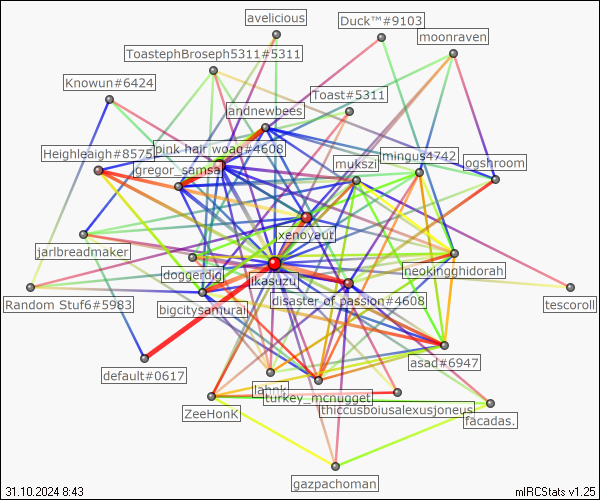 avelicious
Duck™#9103
moonraven
ToastephBroseph5311#5311
Knowun#6424
Toast#5311
andnewbees
pink hair woag#4608
Heighleaigh#8575
mingus4742
mukszi
ogshroom
gregor_samsa
xenoyaut
jarlbreadmaker
neokingghidorah
doggerdig
ikasuzu
Random Stuf6#5983
disaster of passion#4608
tescoroll
bigcitysamurai
asad#6947
default#0617
lahnk
turkey_mcnugget
thiccusboiusalexusjoneus
ZeeHonK
facadas.
gazpachoman
31.10.2024 8:43
mIRCStats v1.25